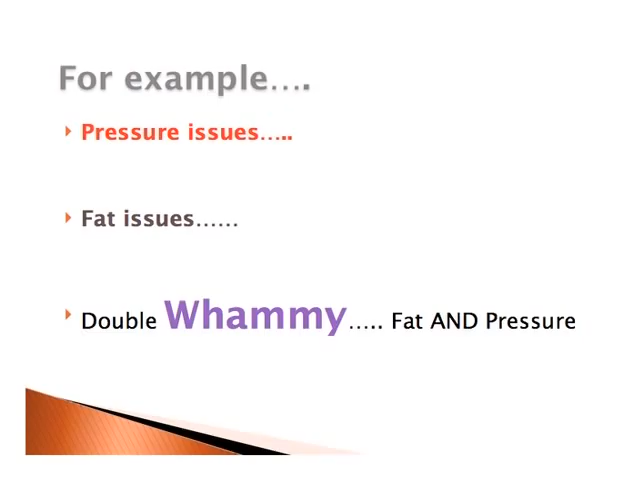 For example….
Pressure issues…..
Fat issues……
Double Whammy….. Fat AND Pressure